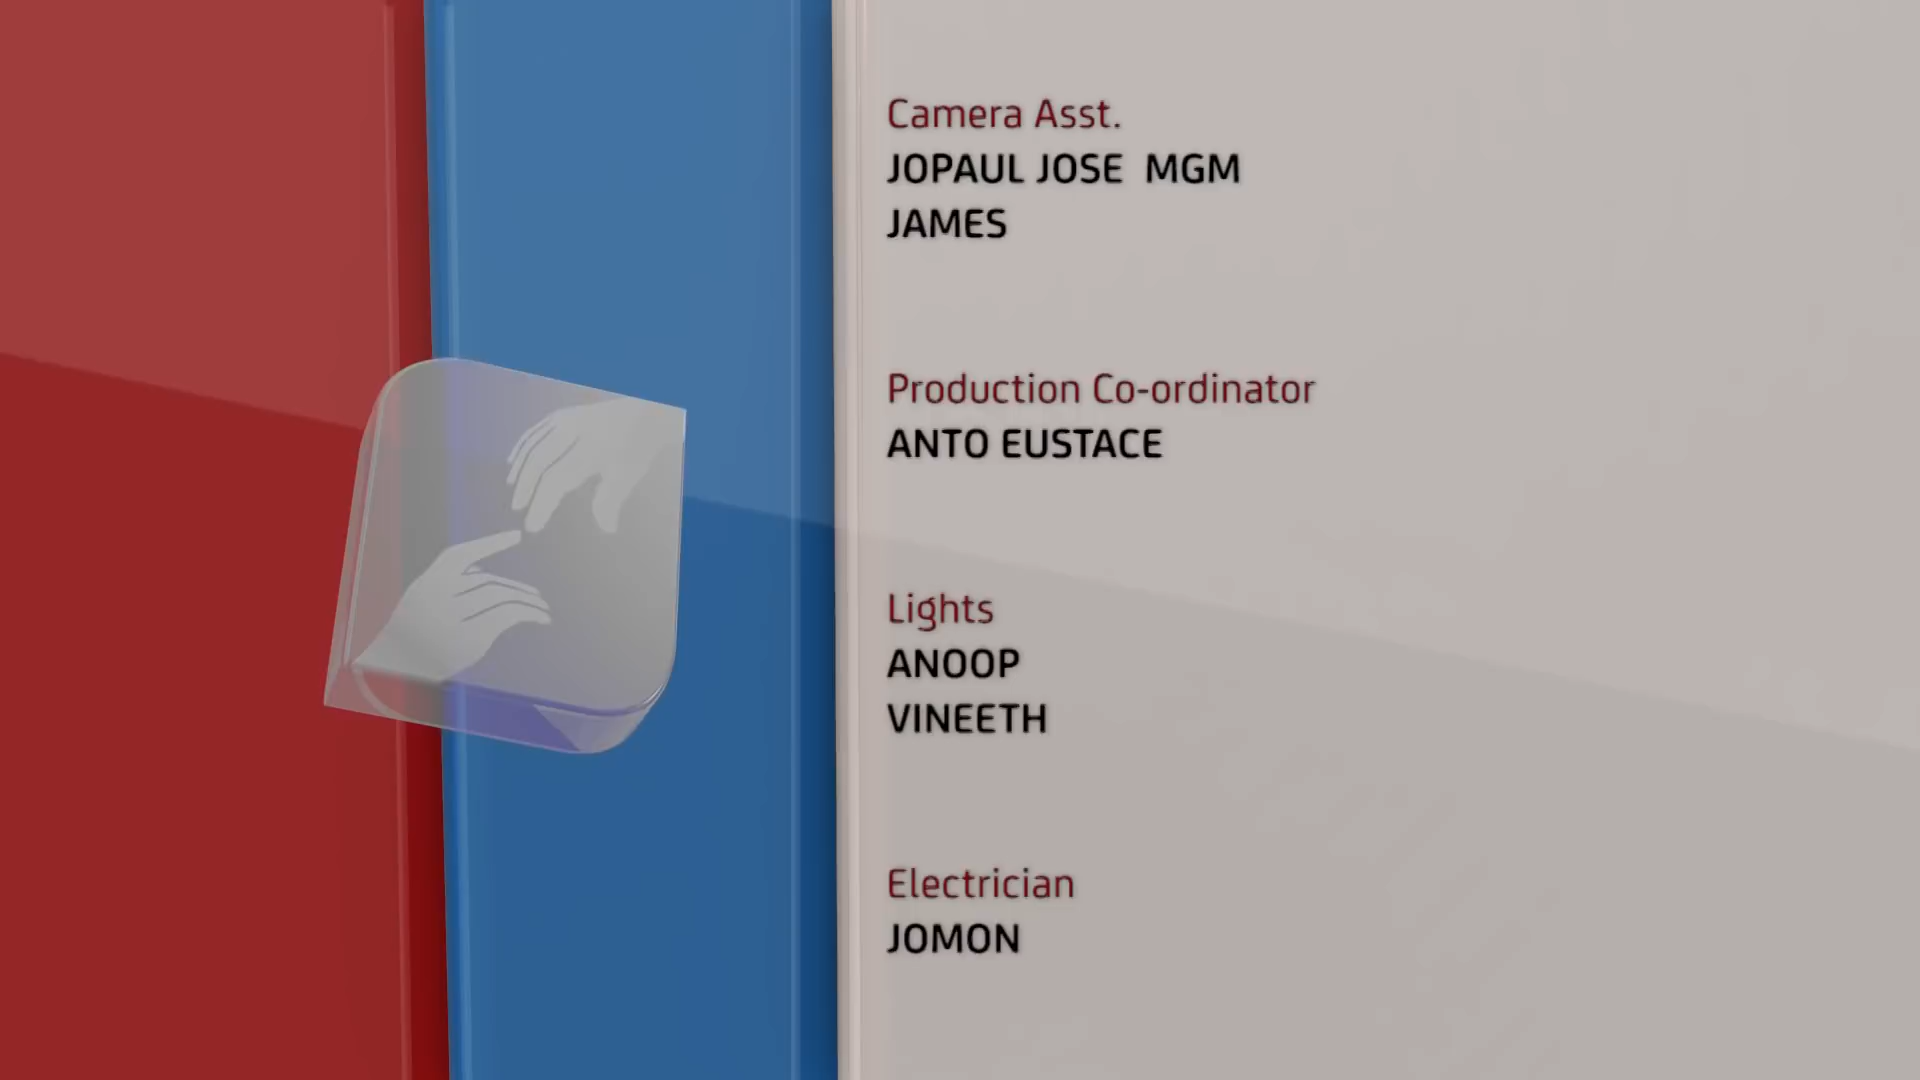 Camera Asst.
JOPAUL JOSE  MGM
JAMES
Production Co-ordinator
ANTO EUSTACE
Lights
ANOOP
VINEETH
Electrician
JOMON